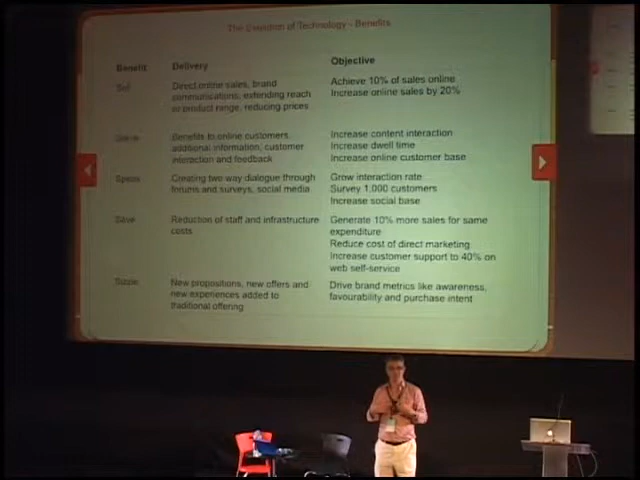 The Evolution of Technology - Benefits
Benefit Delivery Objective
Sell Direct online sales, brand communications, extending reach or product range, reducing prices
Achieve 10% of sales online
Increase online sales by 20%
Serve Benefits to online customers, additional information, customer interaction and feedback
Increase content interaction
Increase dwell time
Increase online customer base
Speak Creating two way dialogue through forums and surveys, social media
Grow interaction rate
Survey 1,000 customers
Increase social base
Save Reduction of staff and infrastructure costs
Generate 10% more sales for same expenditure
Reduce cost of direct marketing
Increase customer support to 40% on web self-service
Sizzle New propositions, new offers and new experiences added to traditional offering
Drive brand metrics like awareness, favourability and purchase intent